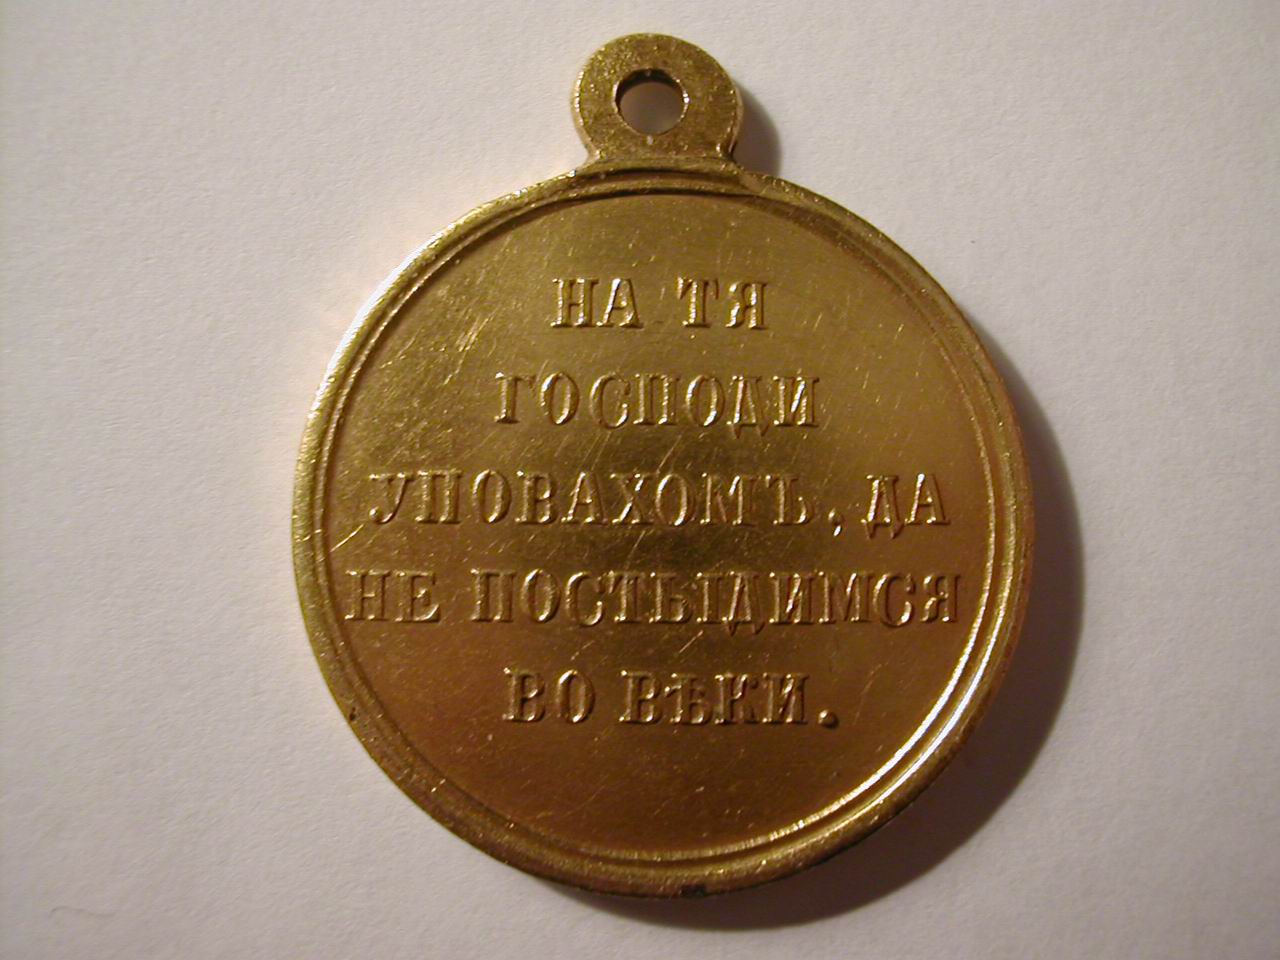 НА ТЯ
ГОСПОДИ
УПОВАХОМЪ, ДА
НЕ ПОСТЫДИМСЯ
ВО ВѢКИ.